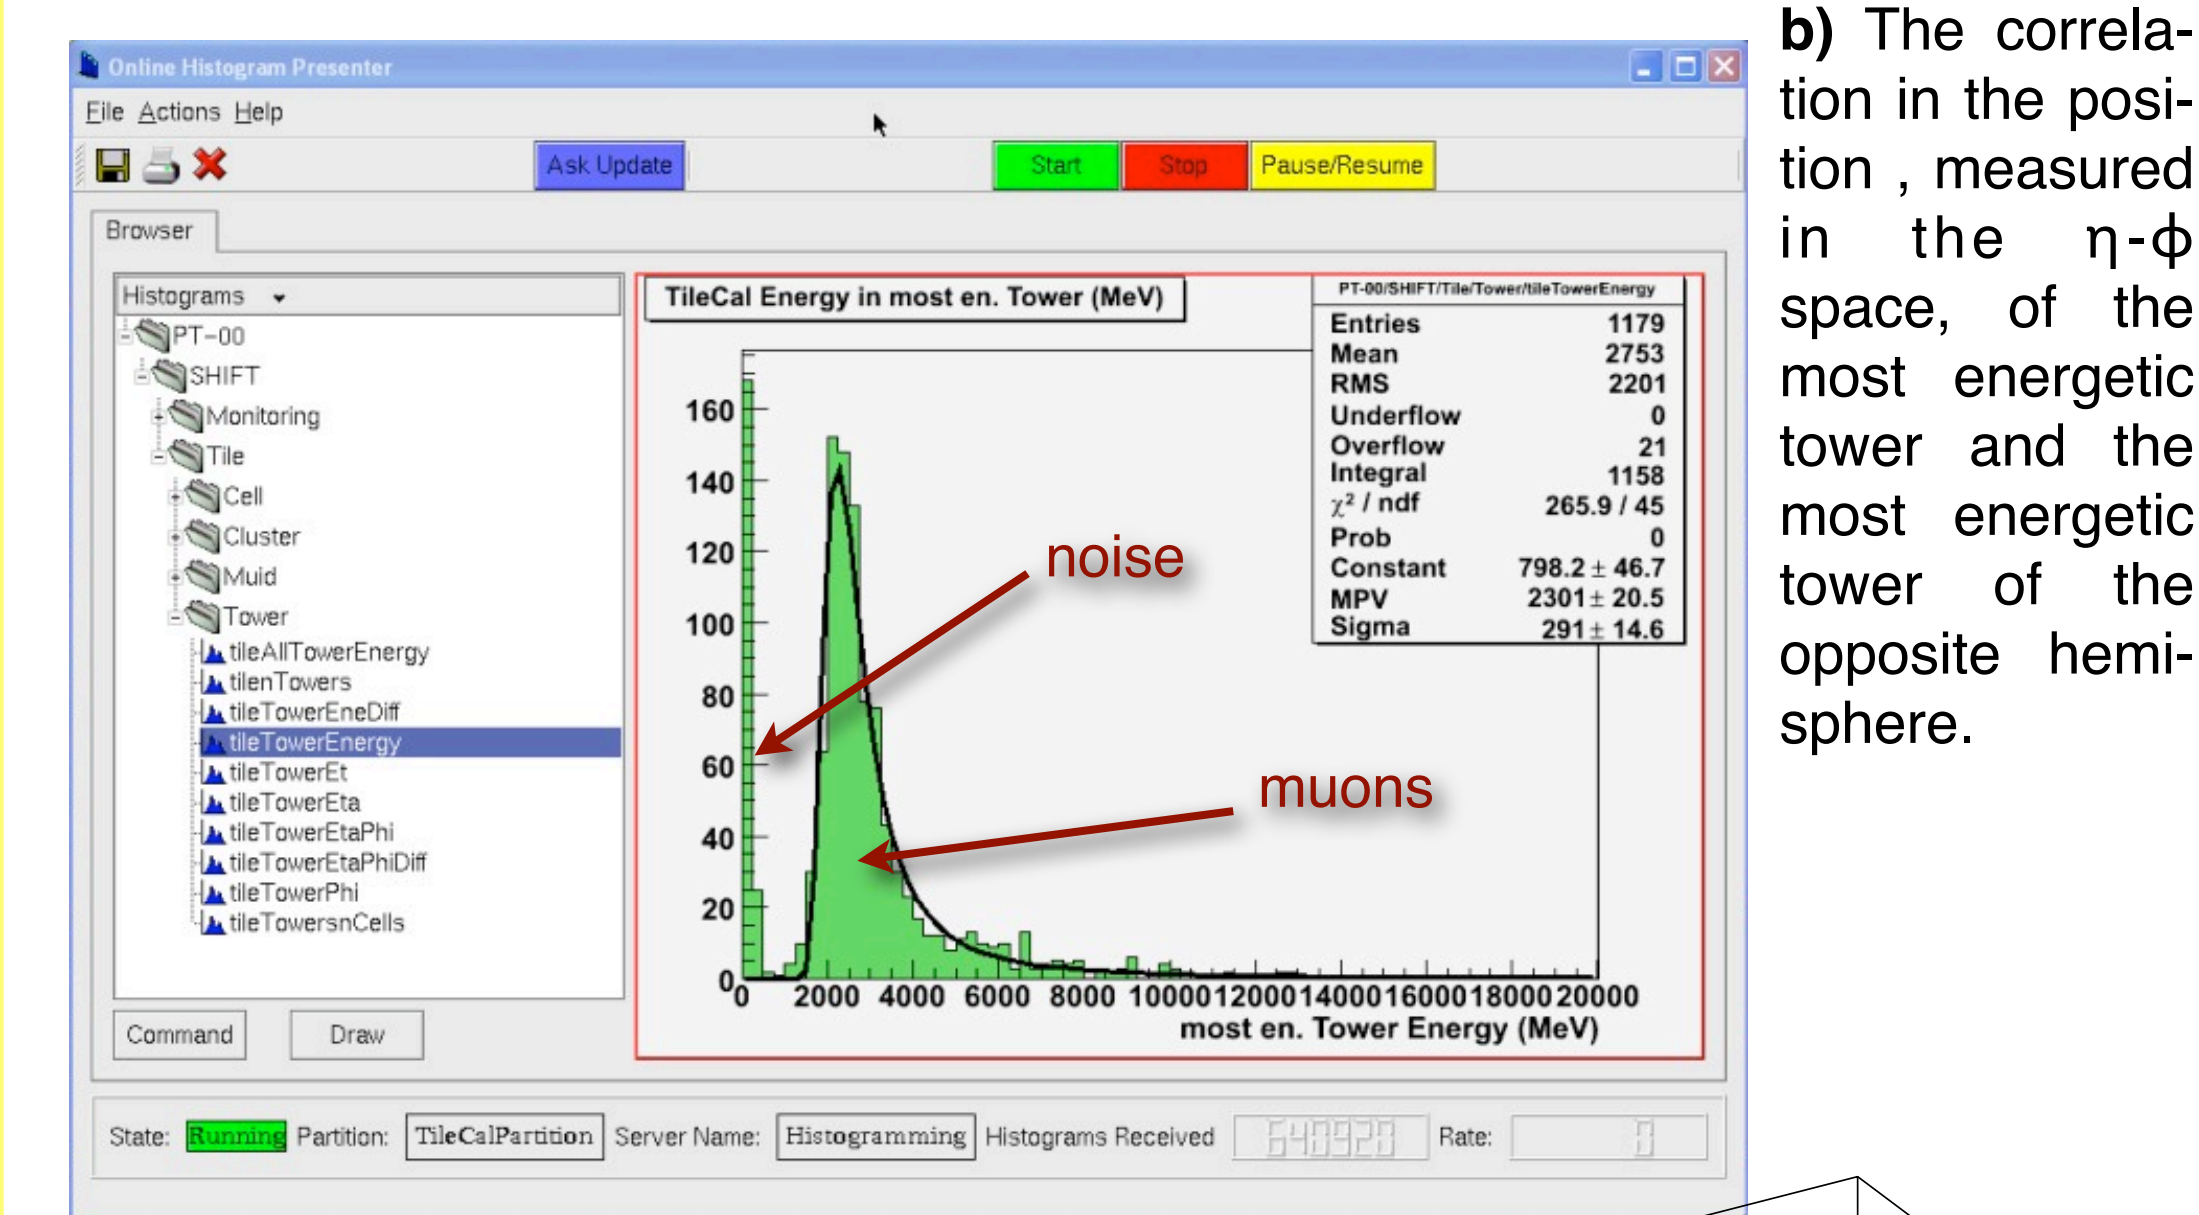 Online Histogram Presenter
File Actions Help
Ask Update
Start
Stop
Pause/Resume
Browser
Histograms
PT-00
SHIFT
Monitoring
Tile
Cell
Cluster
Muid
Tower
tileAllTowerEnergy
tilenTowers
tileTowerEneDiff
tileTowerEnergy
tileTowerEt
tileTowerEta
tileTowerEtaPhi
tileTowerEtaPhiDiff
tileTowerPhi
tileTowersnCells
Command
Draw
TileCal Energy in most en. Tower (MeV)
PT-00/SHIFT/Tile/Tower/tileTowerEnergy
Entries 1179
Mean 2753
RMS 2201
Underflow 0
Overflow 21
Integral 1158
χ² / ndf 265.9 / 45
Prob 0
Constant 798.2 ± 46.7
MPV 2301 ± 20.5
Sigma 291 ± 14.6
160
140
120
100
80
60
40
20
0
noise
muons
0 2000 4000 6000 8000 10000 12000 14000 16000 18000 20000
most en. Tower Energy (MeV)
State: Running Partition: TileCalPartition Server Name: Histogramming Histograms Received 640920 Rate: 0
b) The correla-
tion in the posi-
tion , measured
in the η-ϕ
space, of the
most energetic
tower and the
most energetic
tower of the
opposite hemi-
sphere.